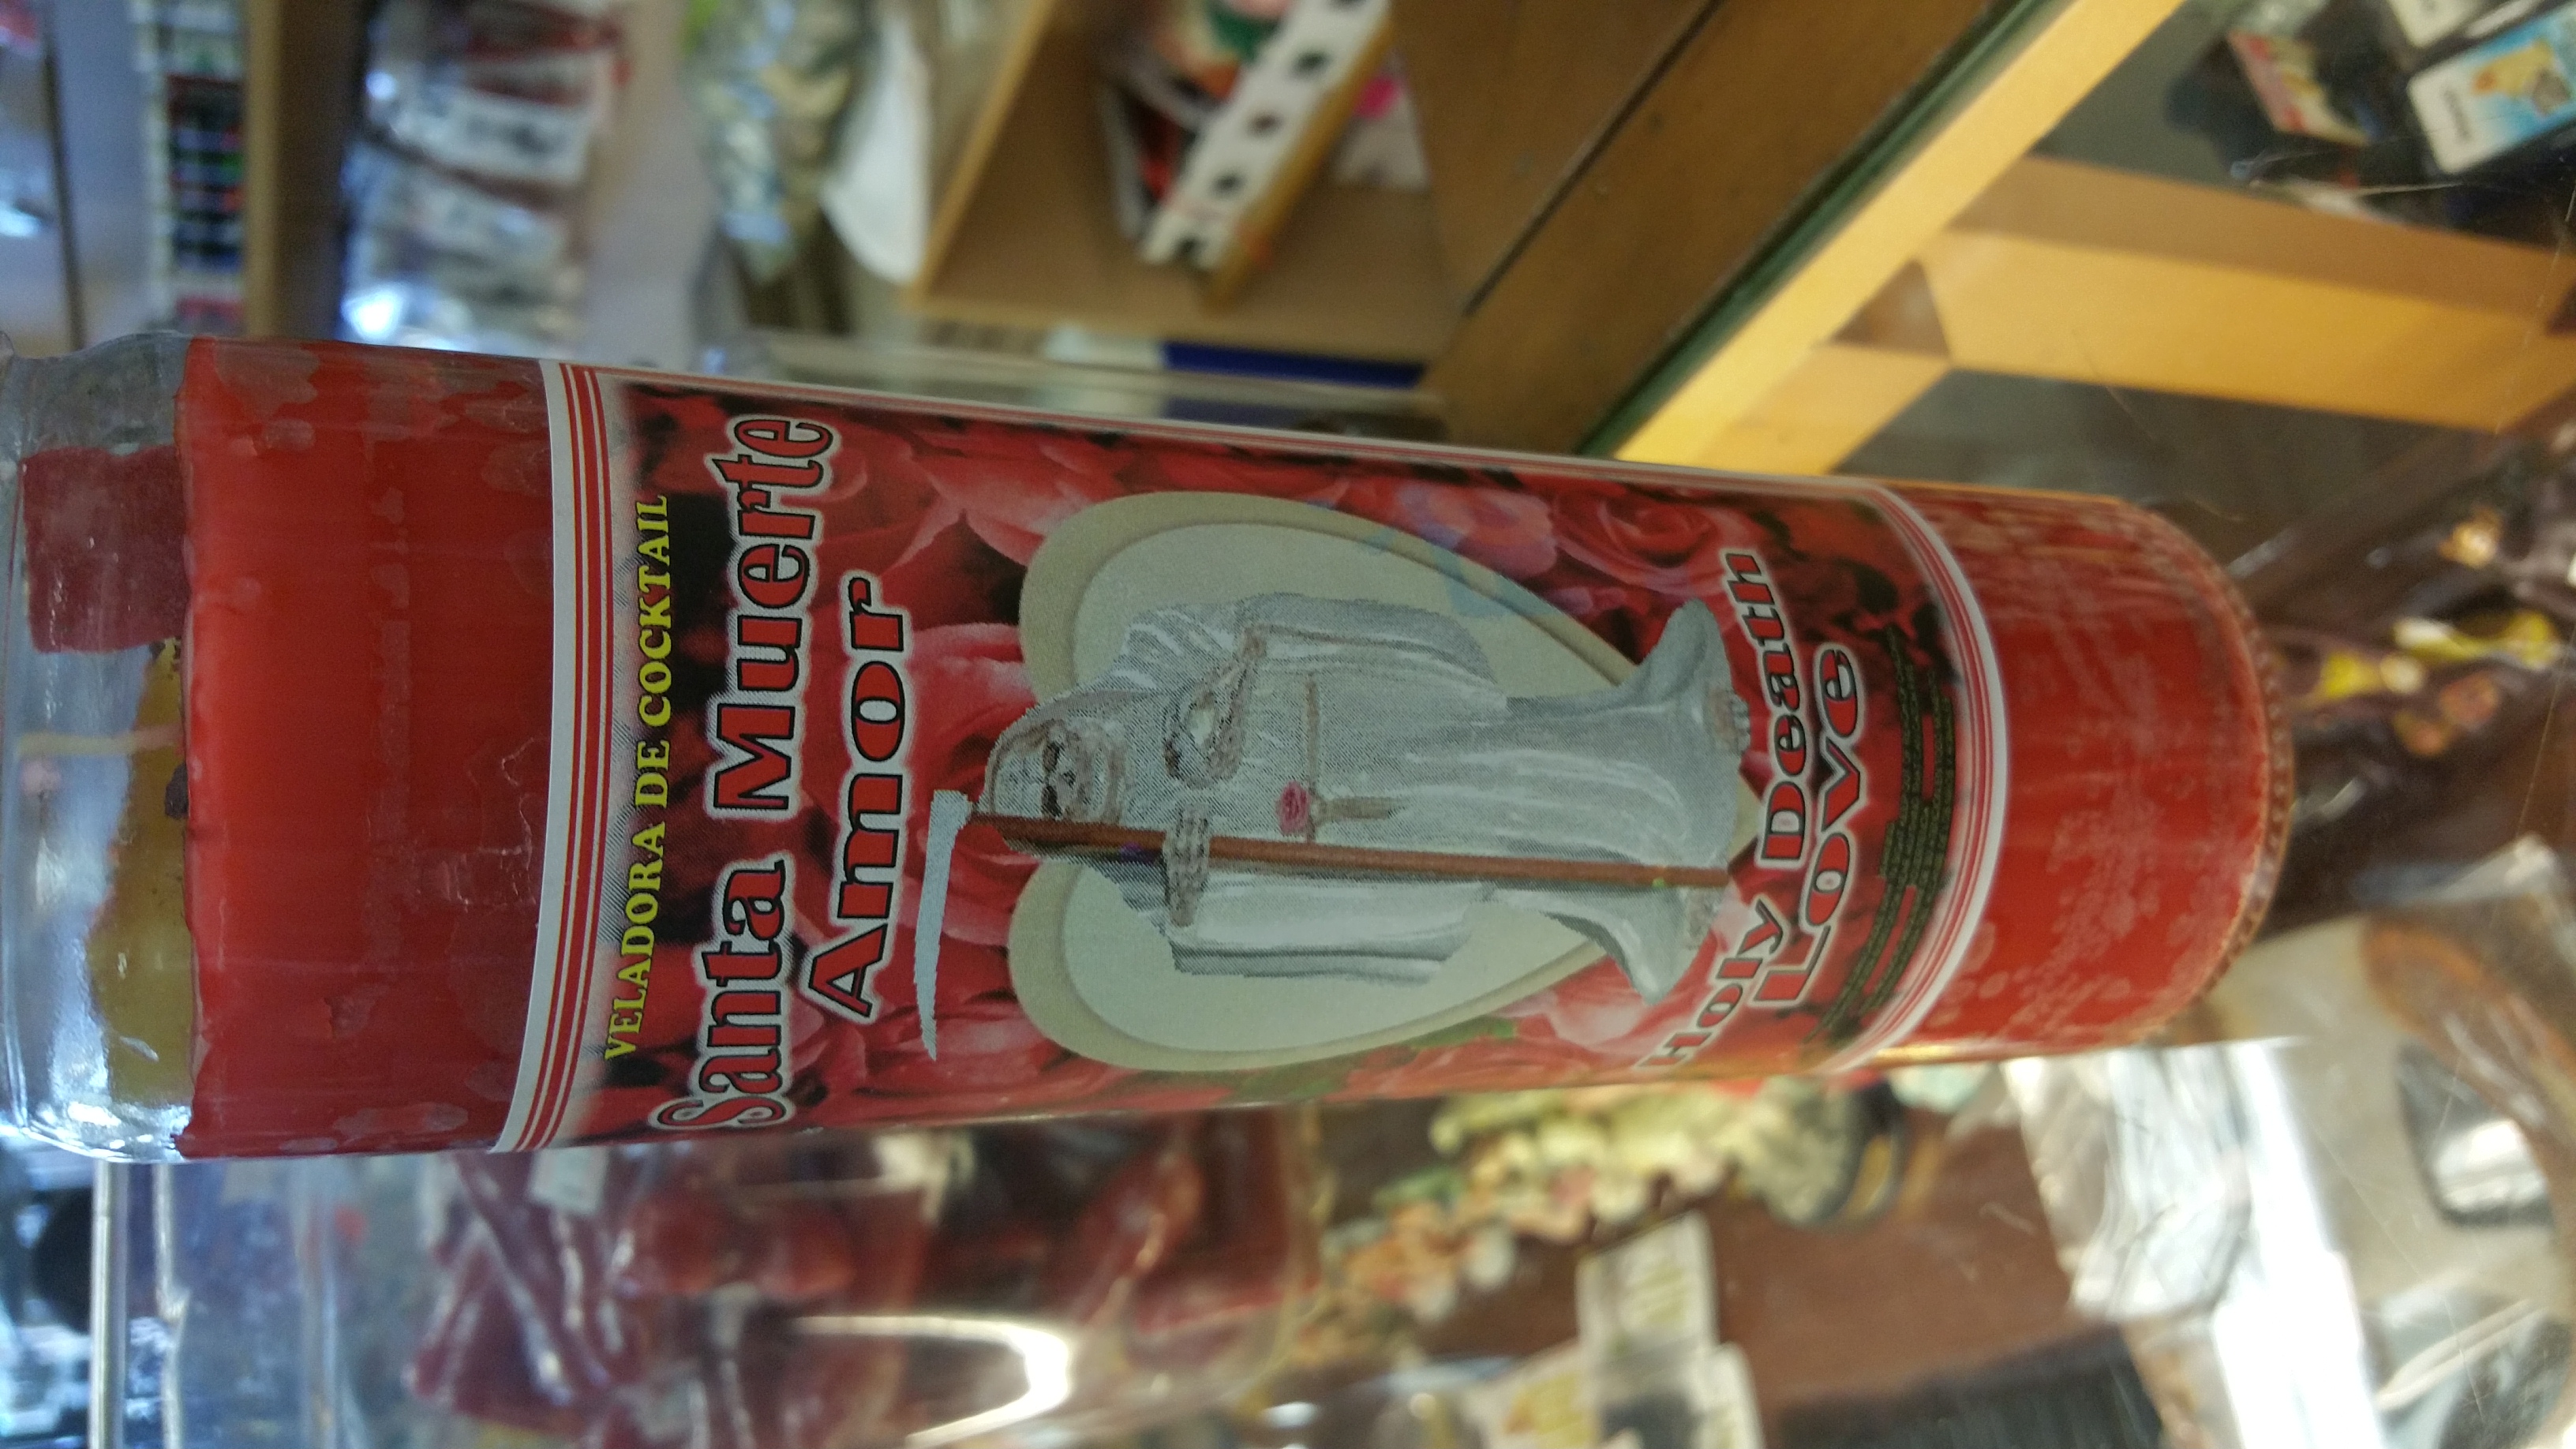 VELADORA DE COCKTAIL
Santa Muerte
Amor
Holy Death
Love